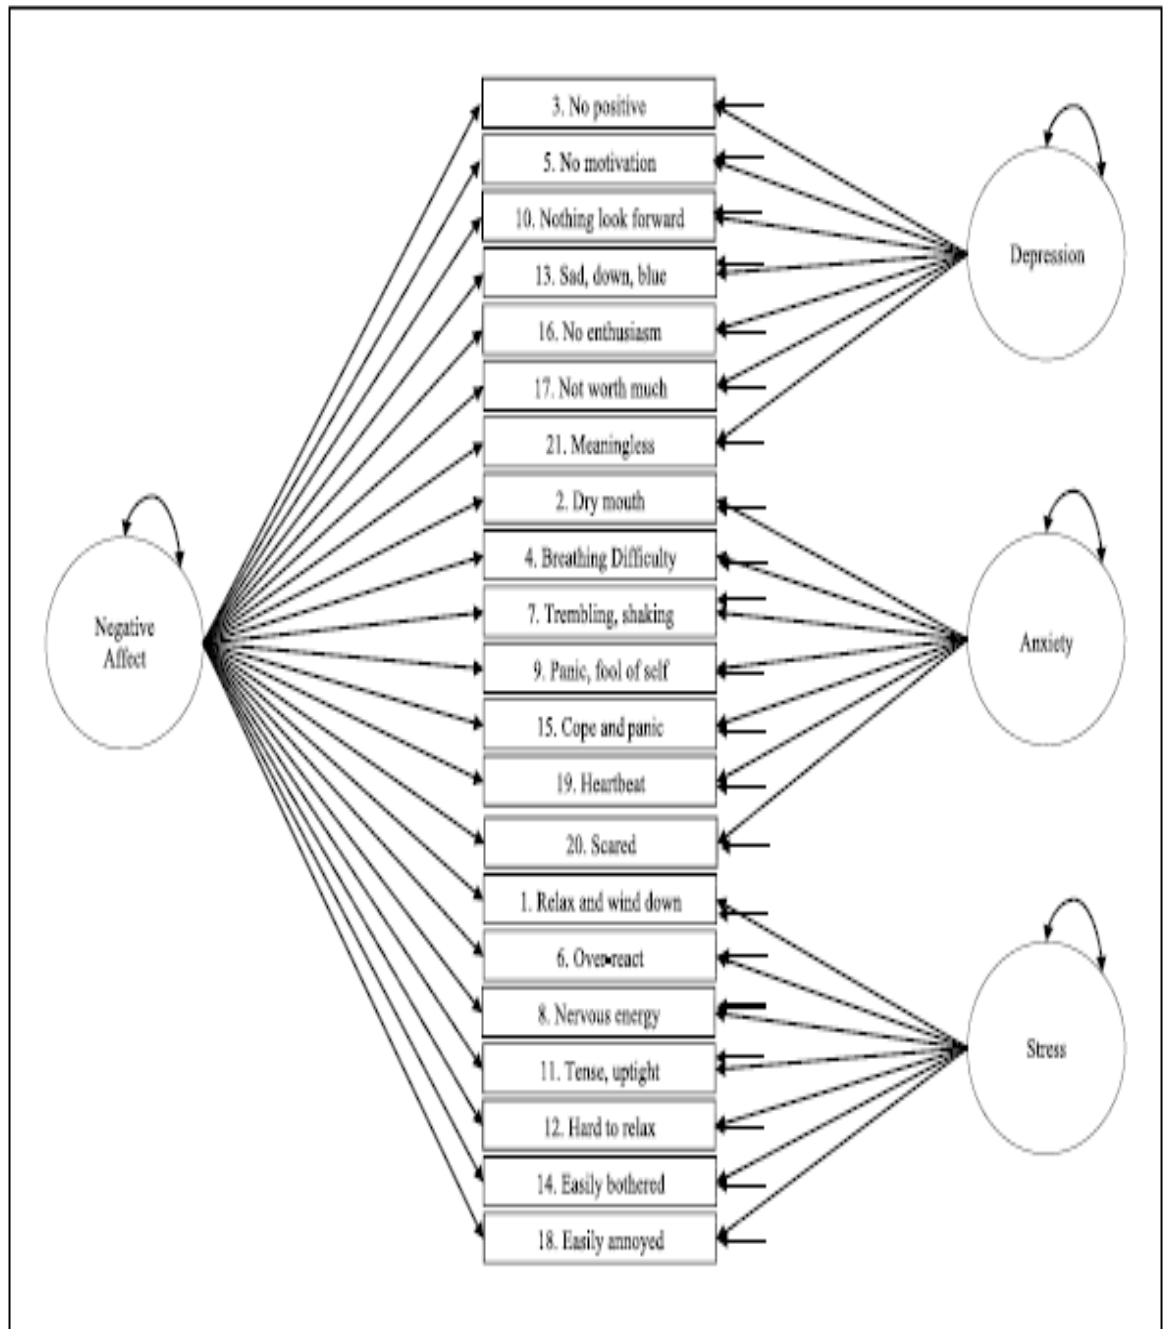 3. No positive
5. No motivation
10. Nothing look forward
13. Sad, down, blue
16. No enthusiasm
17. Not worth much
21. Meaningless
2. Dry mouth
4. Breathing Difficulty
7. Trembling, shaking
9. Panic, fool of self
15. Cope and panic
19. Heartbeat
20. Scared
1. Relax and wind down
6. Over-react
8. Nervous energy
11. Tense, uptight
12. Hard to relax
14. Easily bothered
18. Easily annoyed
Negative
Affect
Depression
Anxiety
Stress